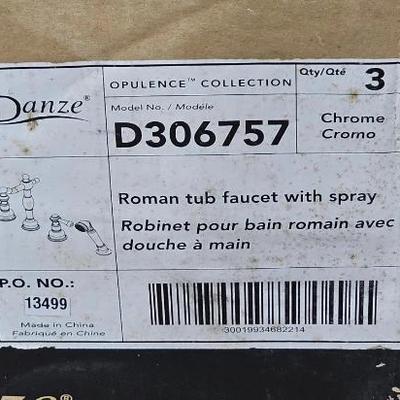 Danze®
OPULENCE™ COLLECTION
Qty/Qté 3
Model No. / Modèle
D306757
Chrome
Cromo
Roman tub faucet with spray
Robinet pour bain romain avec
douche à main
P.O. NO.:
13499
Made in China
Fabriqué en Chine
30019934682214